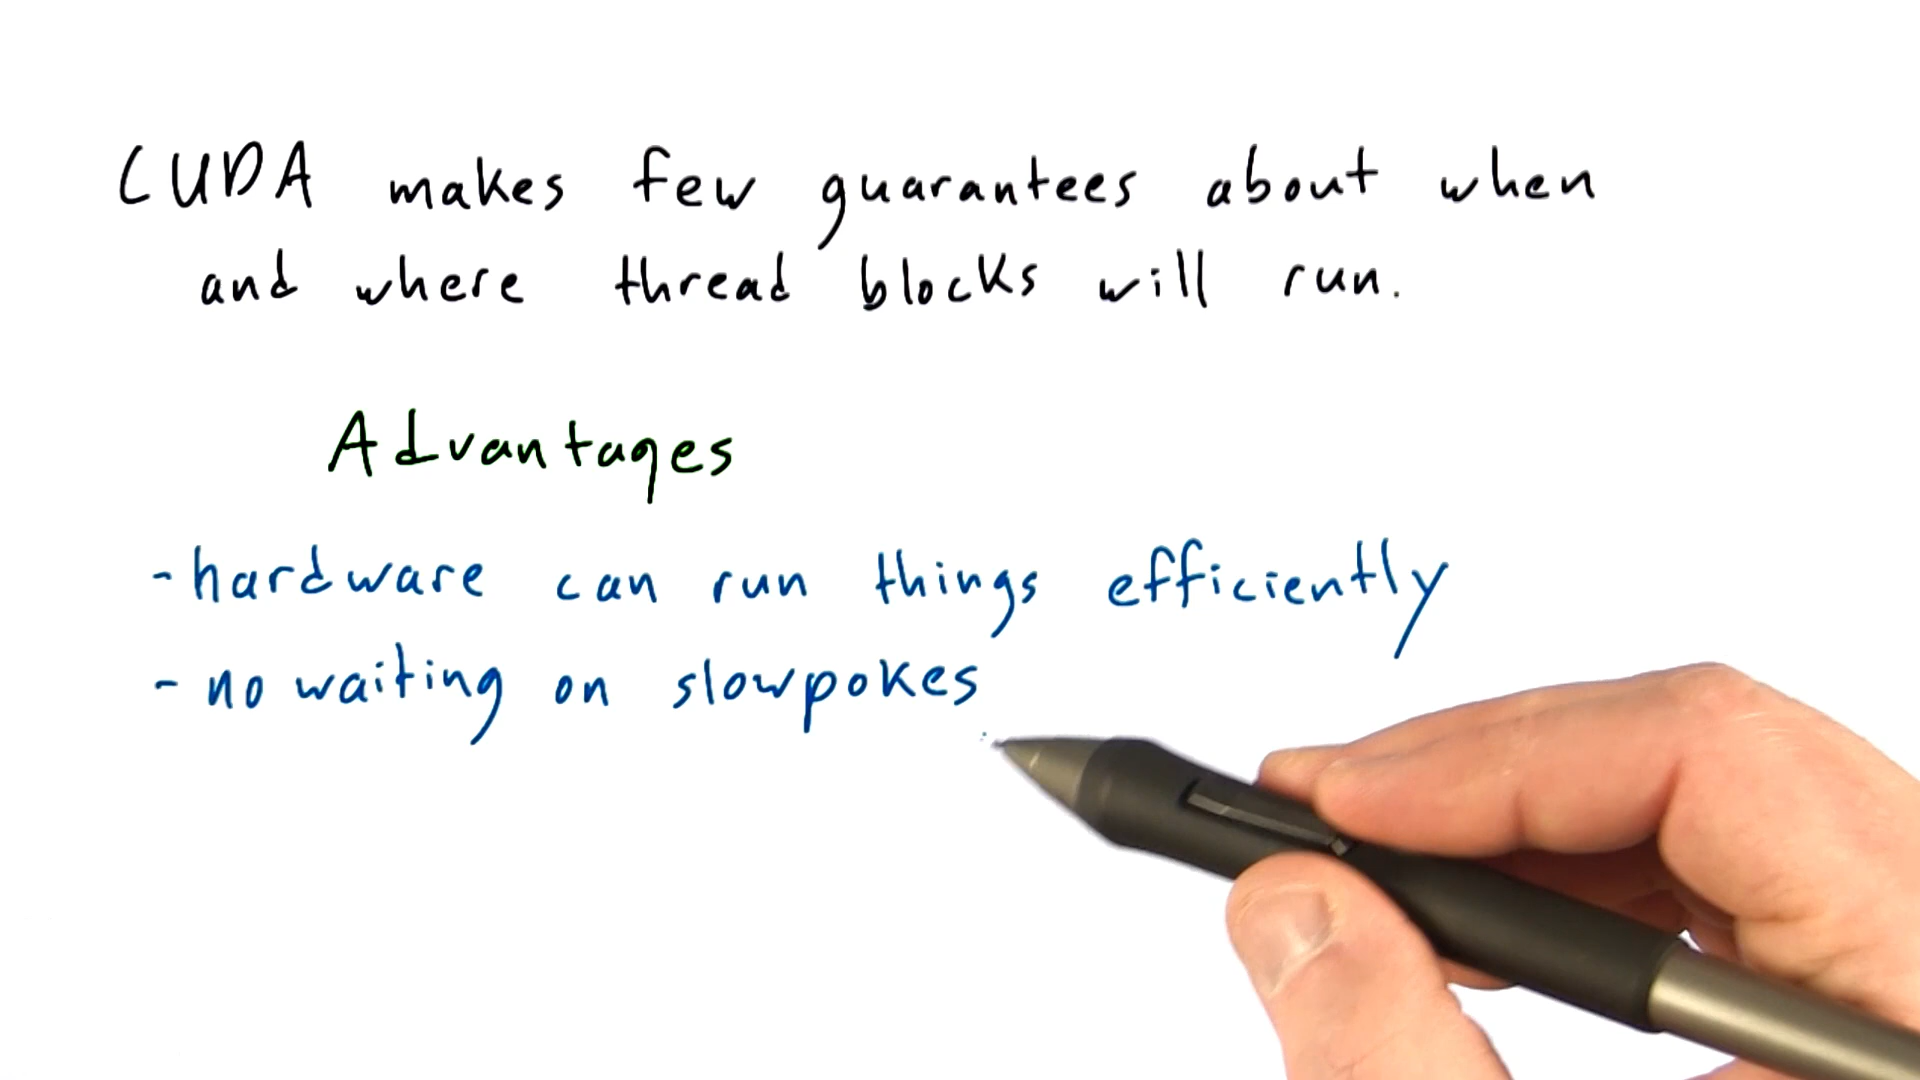 CUDA makes few guarantees about when
and where thread blocks will run.
Advantages
- hardware can run things efficiently
- no waiting on slowpokes